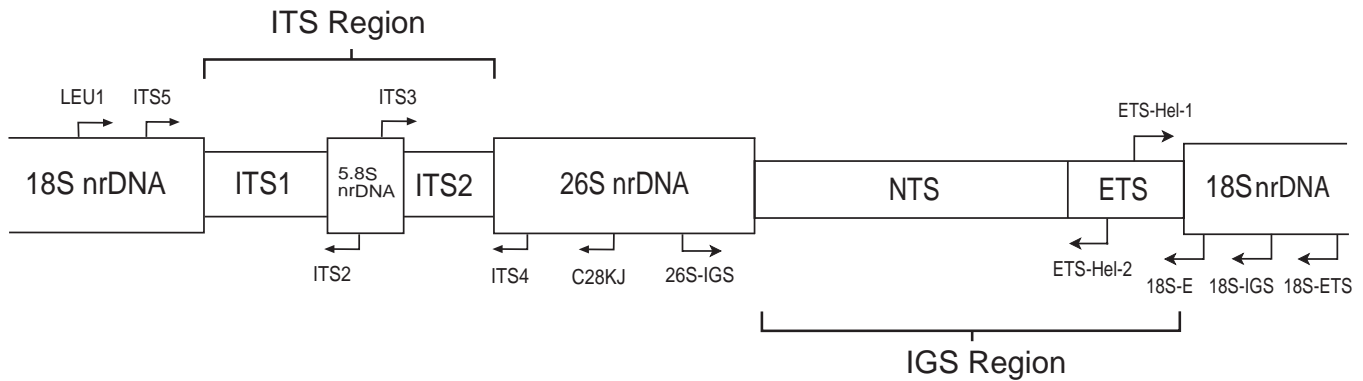 ITS Region
LEU1 ITS5 ITS3 ETS-Hel-1
18S nrDNA ITS1 5.8S nrDNA ITS2 26S nrDNA NTS ETS 18S nrDNA
ITS2 ITS4 C28KJ 26S-IGS ETS-Hel-2 18S-E 18S-IGS 18S-ETS
IGS Region